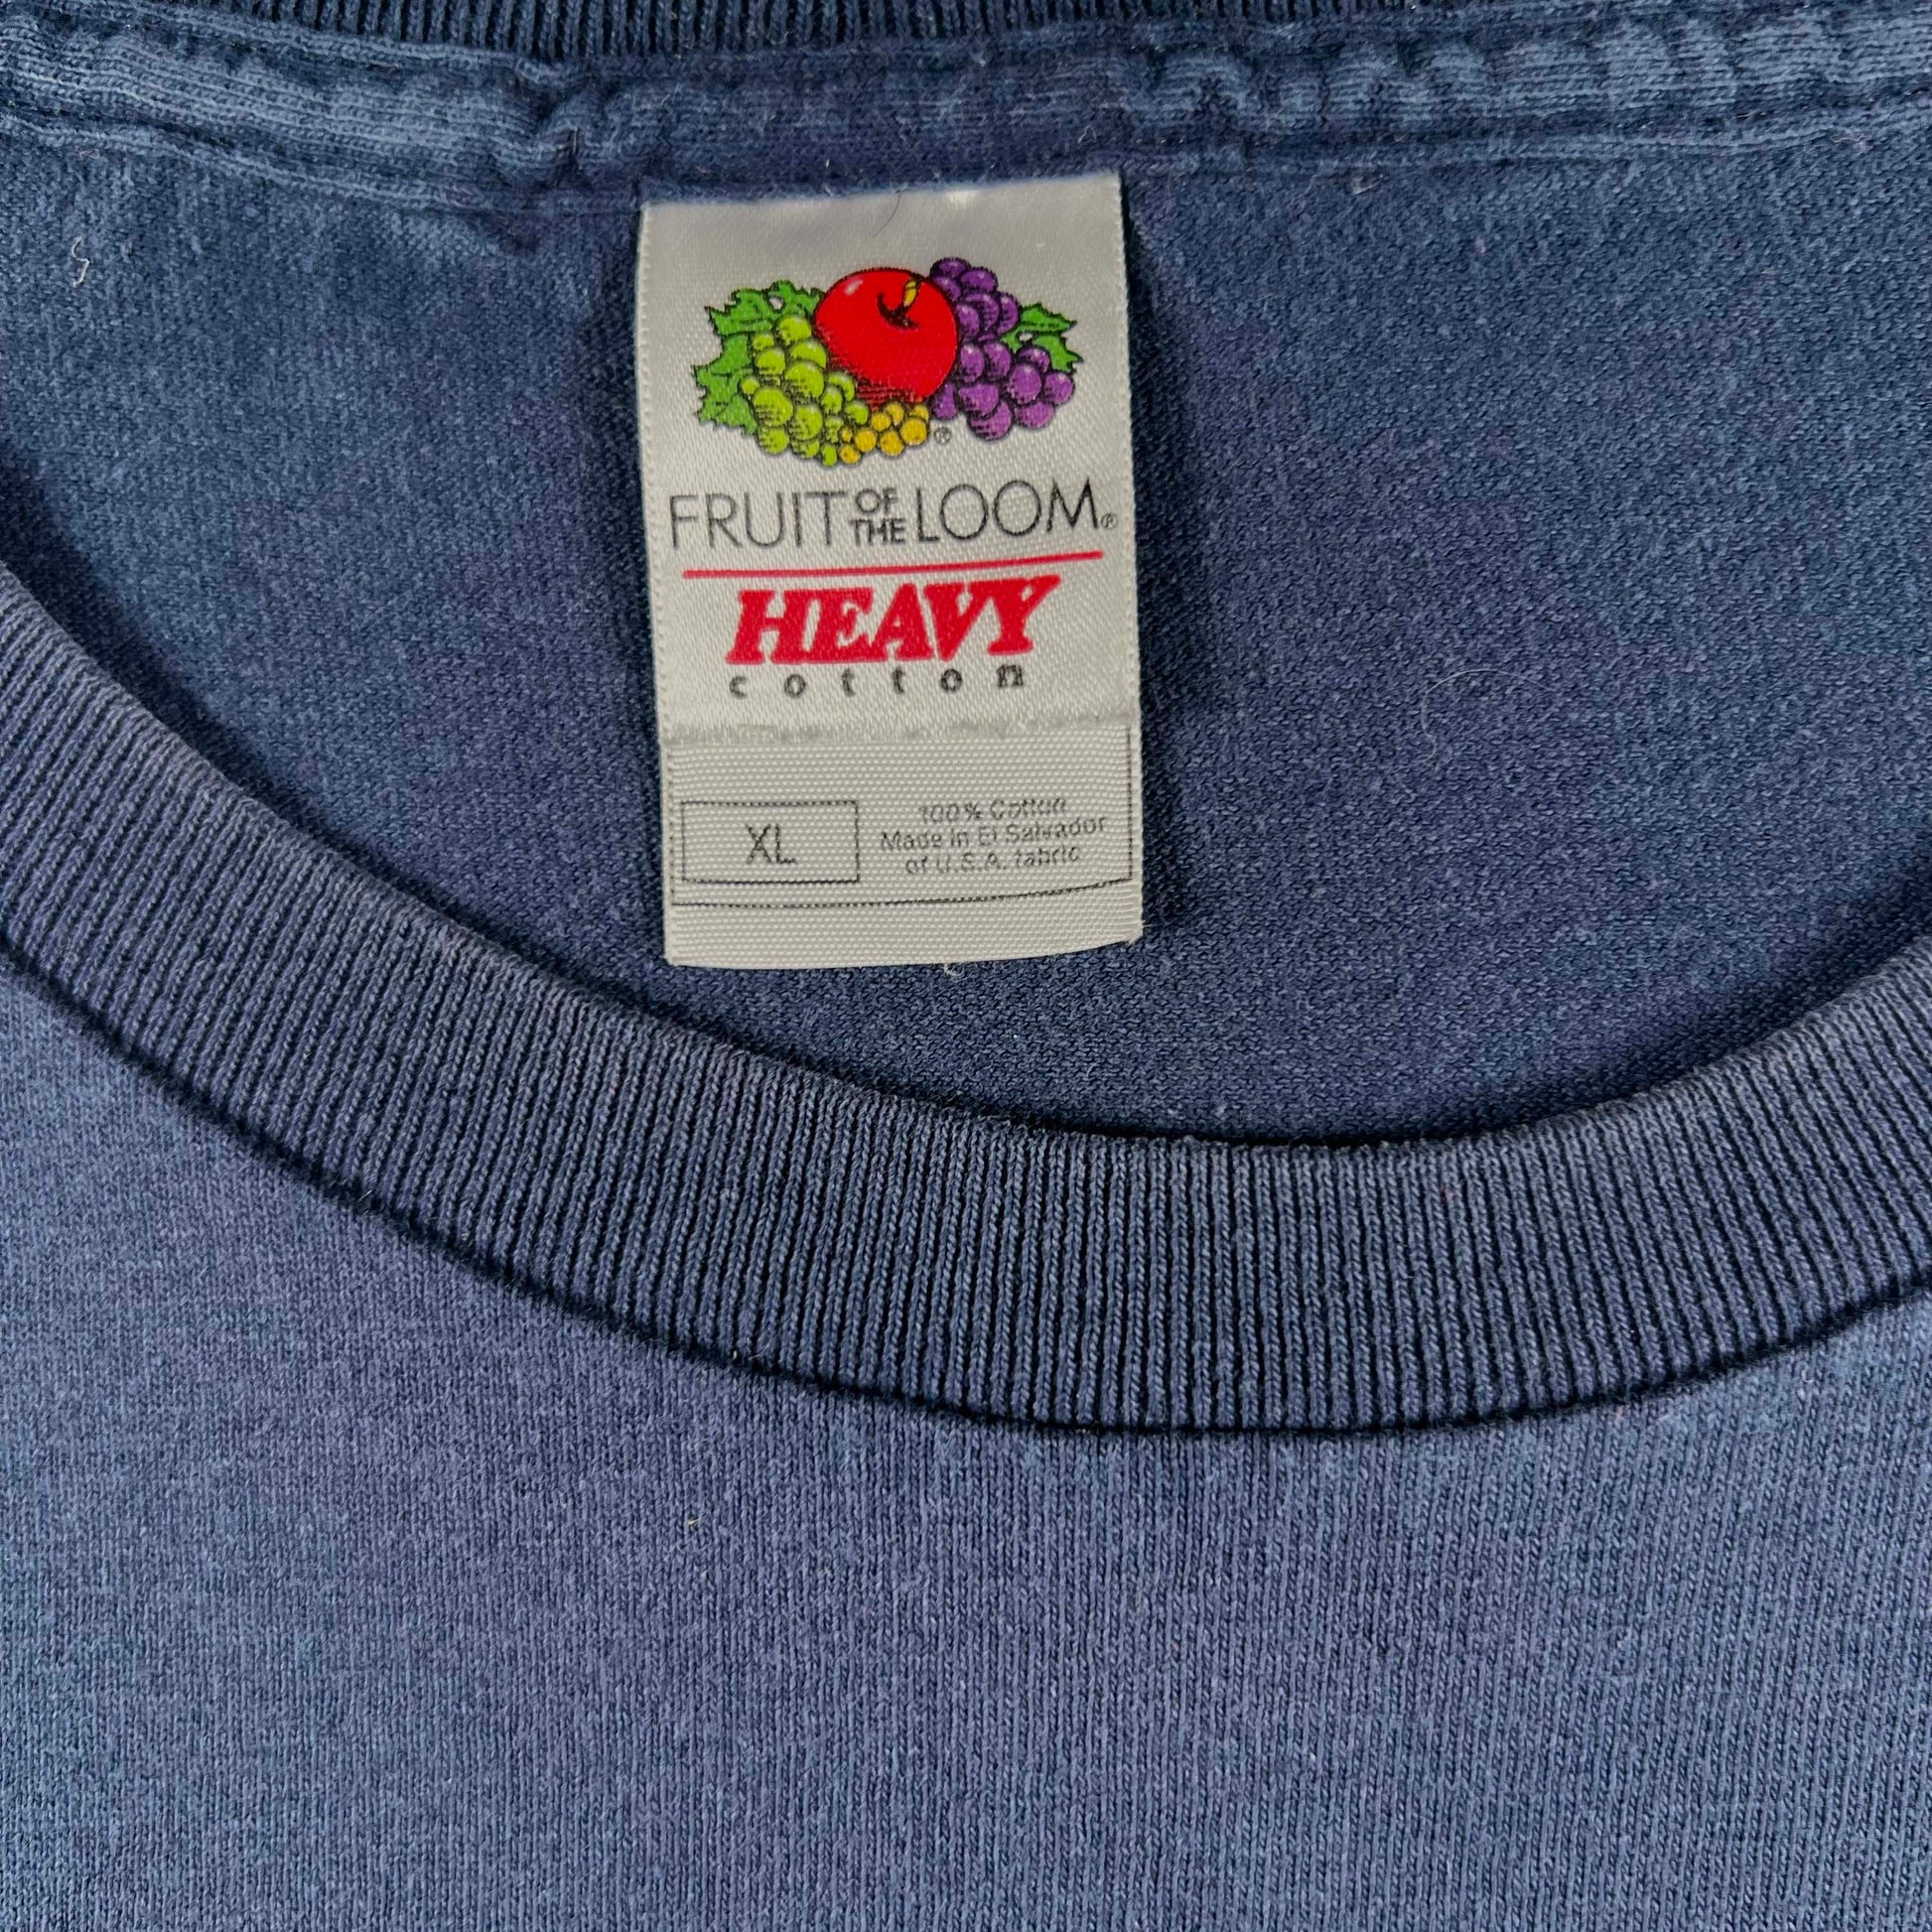 ®
FRUIT OF THE LOOM®
HEAVY
cotton
XL
100% Cotton
Made in El Salvador
of U.S.A. fabric